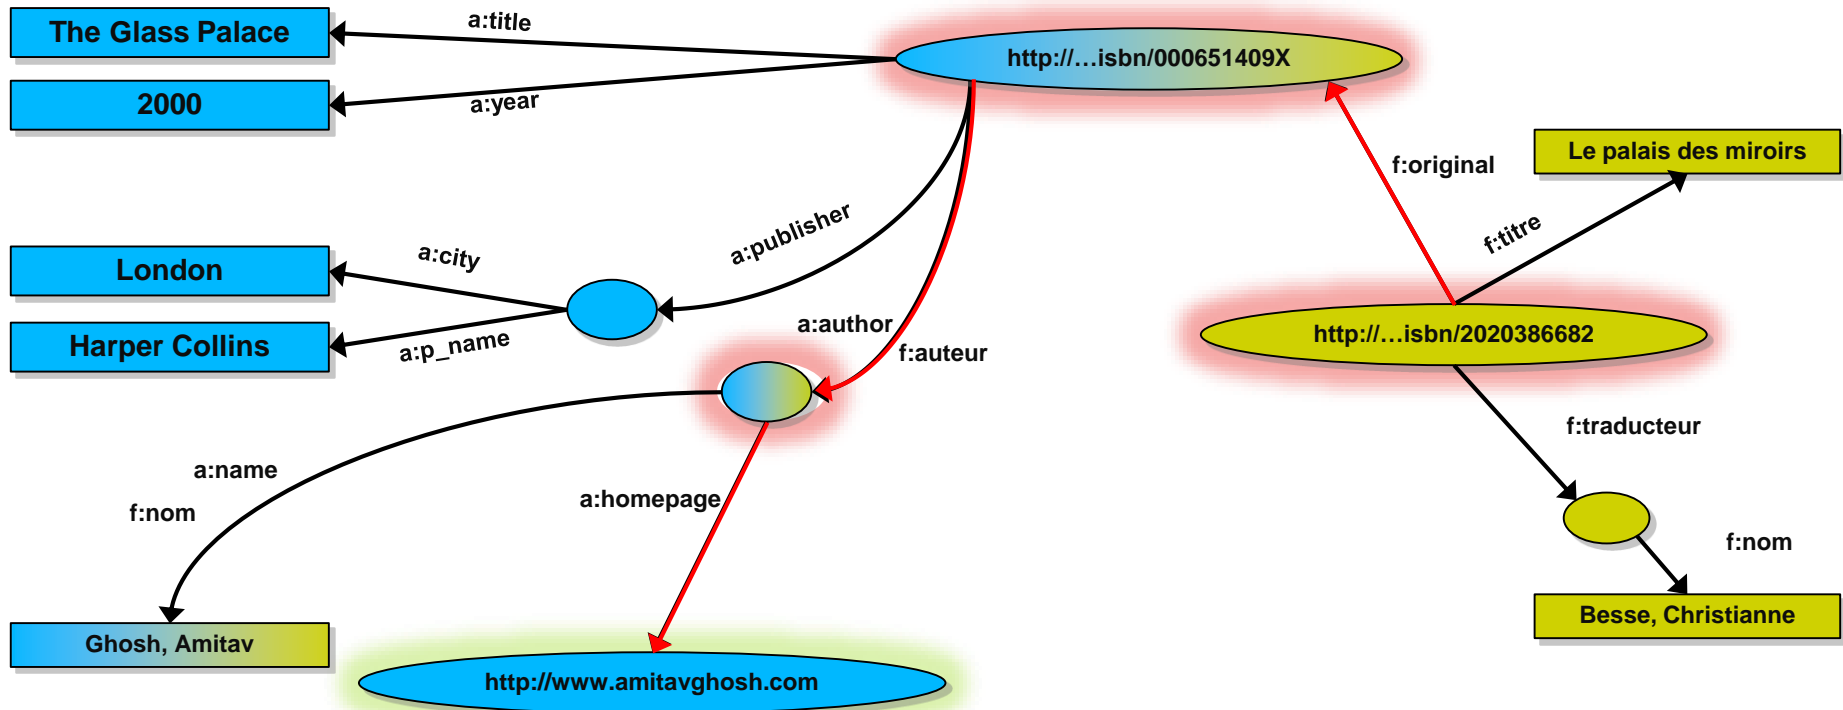 The Glass Palace
a:title
http://…isbn/000651409X
2000
a:year
Le palais des miroirs
f:original
f:titre
a:publisher
London
a:city
Harper Collins
a:p_name
a:author
f:auteur
http://…isbn/2020386682
f:traducteur
a:name
f:nom
a:homepage
f:nom
Ghosh, Amitav
Besse, Christianne
http://www.amitavghosh.com